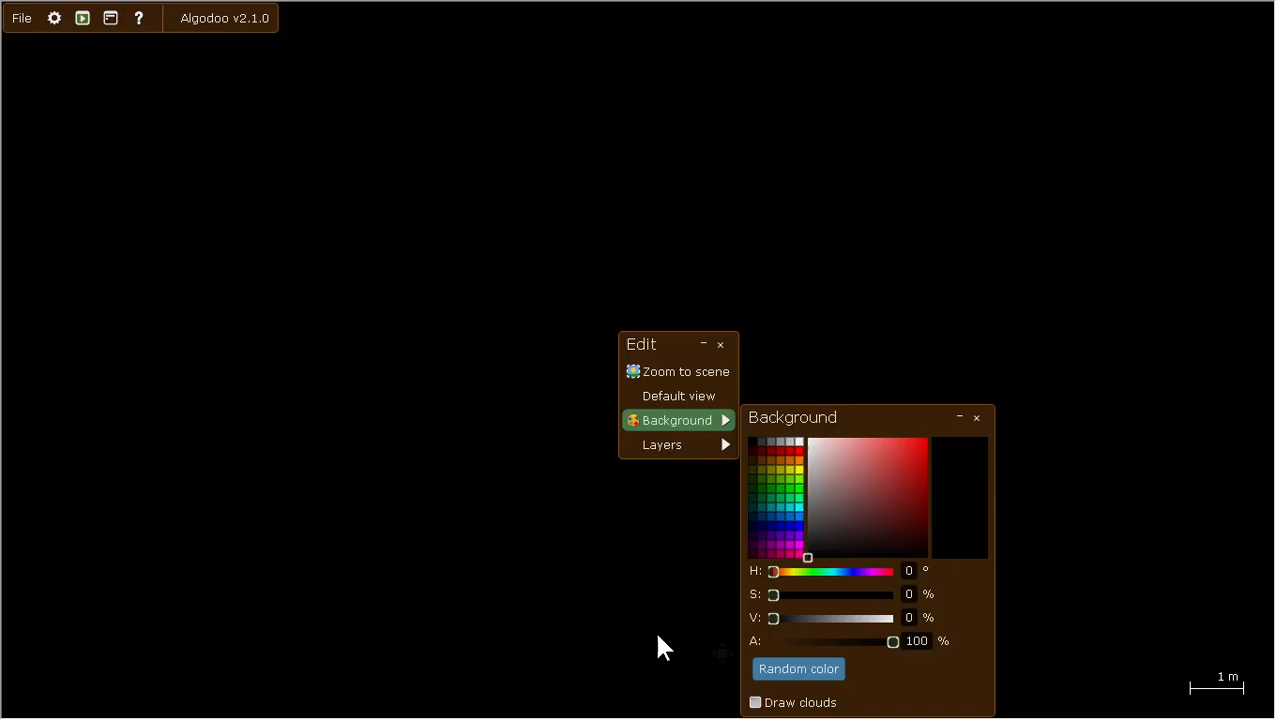 File ? Algodoo v2.1.0
Edit
Zoom to scene
Default view
Background
Layers
Background
H: 0 °
S: 0 %
V: 0 %
A: 100 %
Random color
Draw clouds
1 m